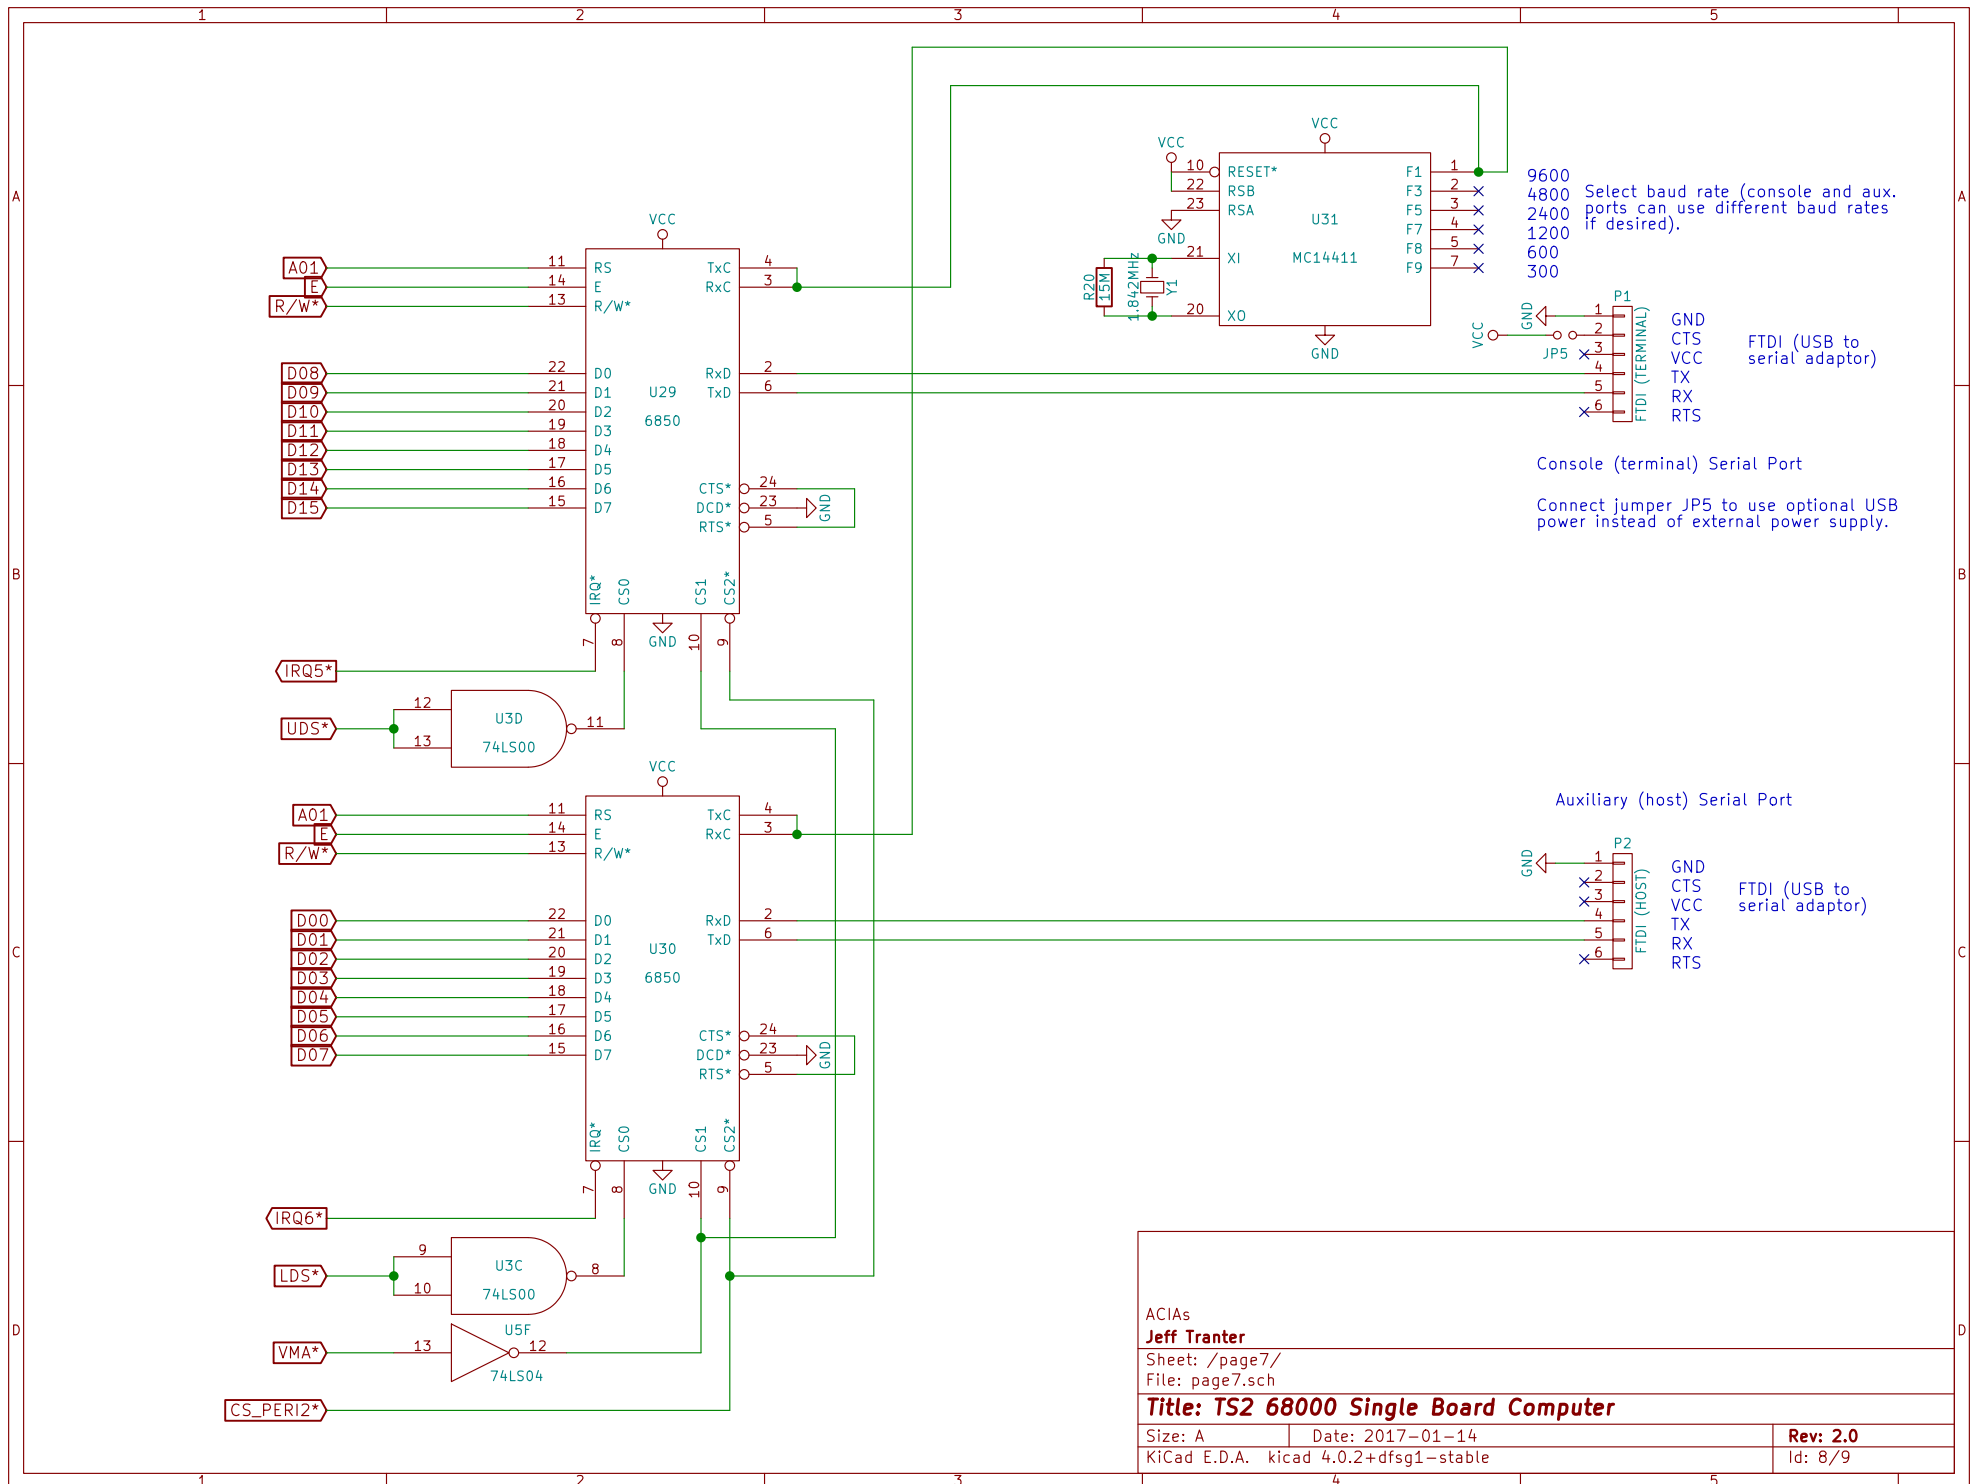 1 2 3 4 5
A
B
C
D
A
B
C
D
1 2 3 4 5
VCC
A01 11 RS
E 14 E
R/W* 13 R/W*
TxC 4
RxC 3
D08 22 D0
D09 21 D1
D10 20 D2
D11 19 D3
D12 18 D4
D13 17 D5
D14 16 D6
D15 15 D7
U29
6850
RxD 2
TxD 6
CTS* 24
DCD* 23 GND
RTS* 5
IRQ* CS0 CS1 CS2*
7 8 GND 10 9
IRQ5*
UDS* 12
13
U3D
74LS00
11
VCC
A01 11 RS
E 14 E
R/W* 13 R/W*
TxC 4
RxC 3
D00 22 D0
D01 21 D1
D02 20 D2
D03 19 D3
D04 18 D4
D05 17 D5
D06 16 D6
D07 15 D7
U30
6850
RxD 2
TxD 6
CTS* 24
DCD* 23 GND
RTS* 5
IRQ* CS0 CS1 CS2*
7 8 GND 10 9
IRQ6*
LDS* 9
10
U3C
74LS00
8
VMA* 13 U5F 12
74LS04
CS_PERI2*
VCC
VCC
10 RESET*
22 RSB
23 RSA
GND
21 XI
20 XO
R20
15M
1.842MHz
Y1
U31
MC14411
GND
F1 1
F3 2
F5 3
F7 4
F8 5
F9 7
9600
4800
2400
1200
600
300
Select baud rate (console and aux.
ports can use different baud rates
if desired).
P1
GND 1 GND
VCC JP5 2 CTS
3 VCC
4 TX
5 RX
6 RTS
FTDI (TERMINAL)
FTDI (USB to
serial adaptor)
Console (terminal) Serial Port
Connect jumper JP5 to use optional USB
power instead of external power supply.
Auxiliary (host) Serial Port
P2
GND 1 GND
2 CTS
3 VCC
4 TX
5 RX
6 RTS
FTDI (HOST)
FTDI (USB to
serial adaptor)
ACIAs
Jeff Tranter
Sheet: /page7/
File: page7.sch
Title: TS2 68000 Single Board Computer
Size: A Date: 2017-01-14 Rev: 2.0
KiCad E.D.A. kicad 4.0.2+dfsg1-stable Id: 8/9